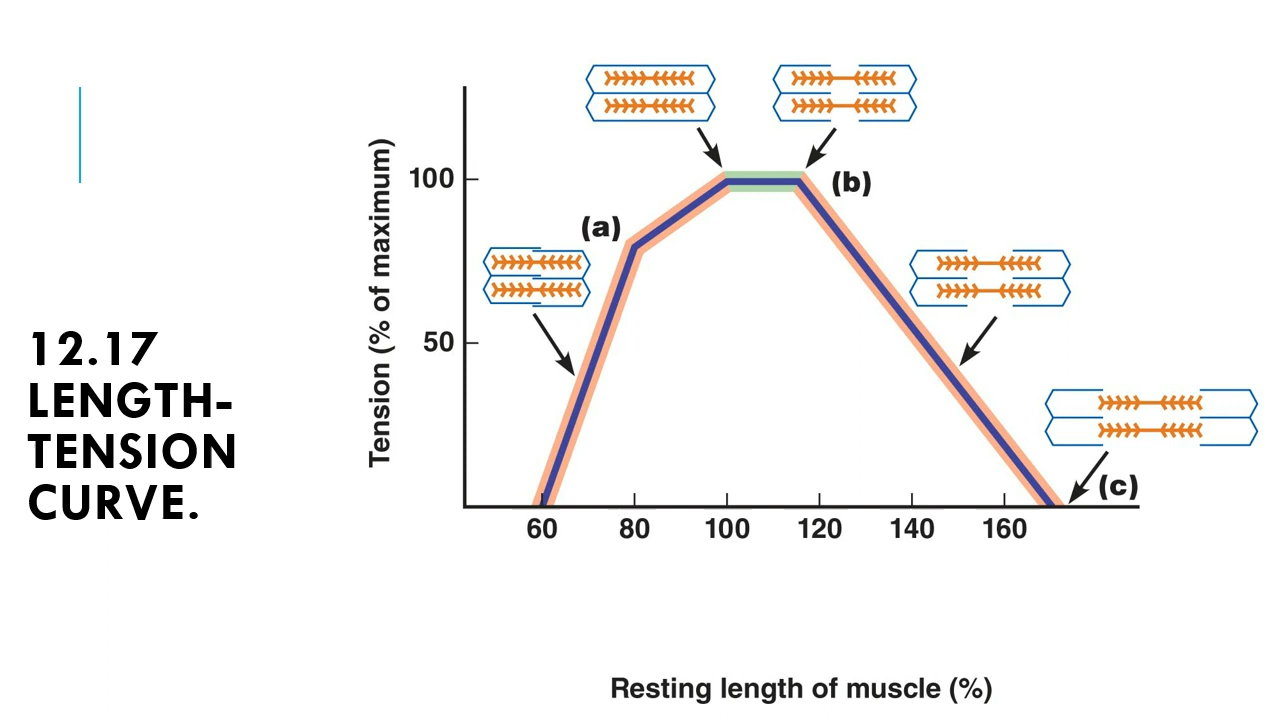 12.17
LENGTH-
TENSION
CURVE.
Tension (% of maximum)
100
50
(a)
(b)
(c)
60 80 100 120 140 160
Resting length of muscle (%)